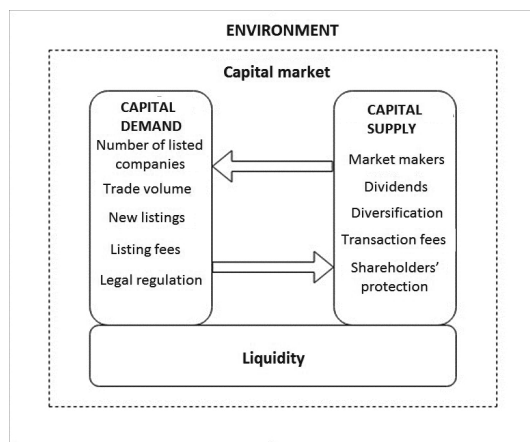 ENVIRONMENT
Capital market
CAPITAL
DEMAND
Number of listed
companies
Trade volume
New listings
Listing fees
Legal regulation
CAPITAL
SUPPLY
Market makers
Dividends
Diversification
Transaction fees
Shareholders'
protection
Liquidity